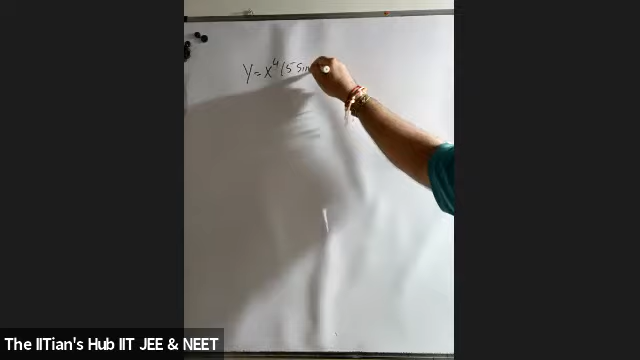 y = x⁴ (5 sin
The IITian's Hub IIT JEE & NEET